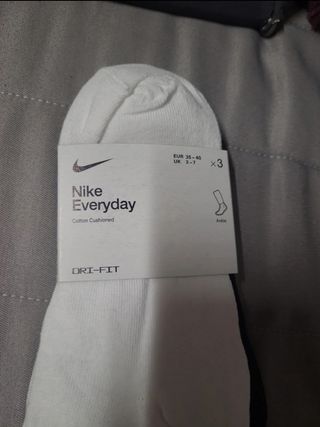 EUR 35-40
UK 3-7
×3
Nike
Everyday
Cotton Cushioned
Ankle
DRI-FIT